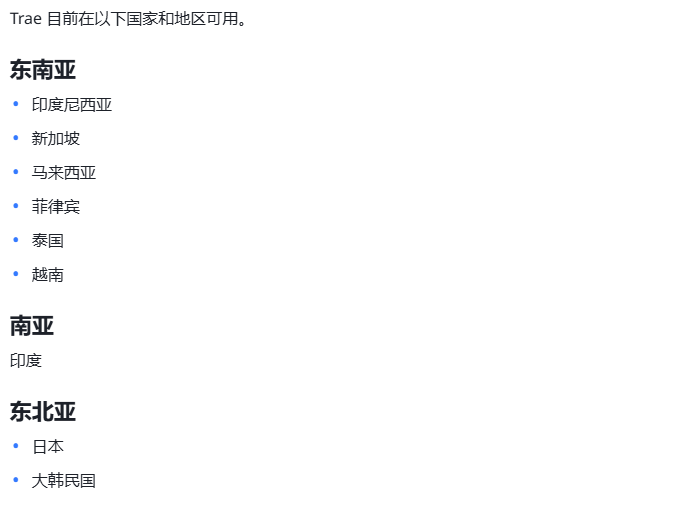 Trae 目前在以下国家和地区可用。
东南亚
• 印度尼西亚
• 新加坡
• 马来西亚
• 菲律宾
• 泰国
• 越南
南亚
印度
东北亚
• 日本
• 大韩民国